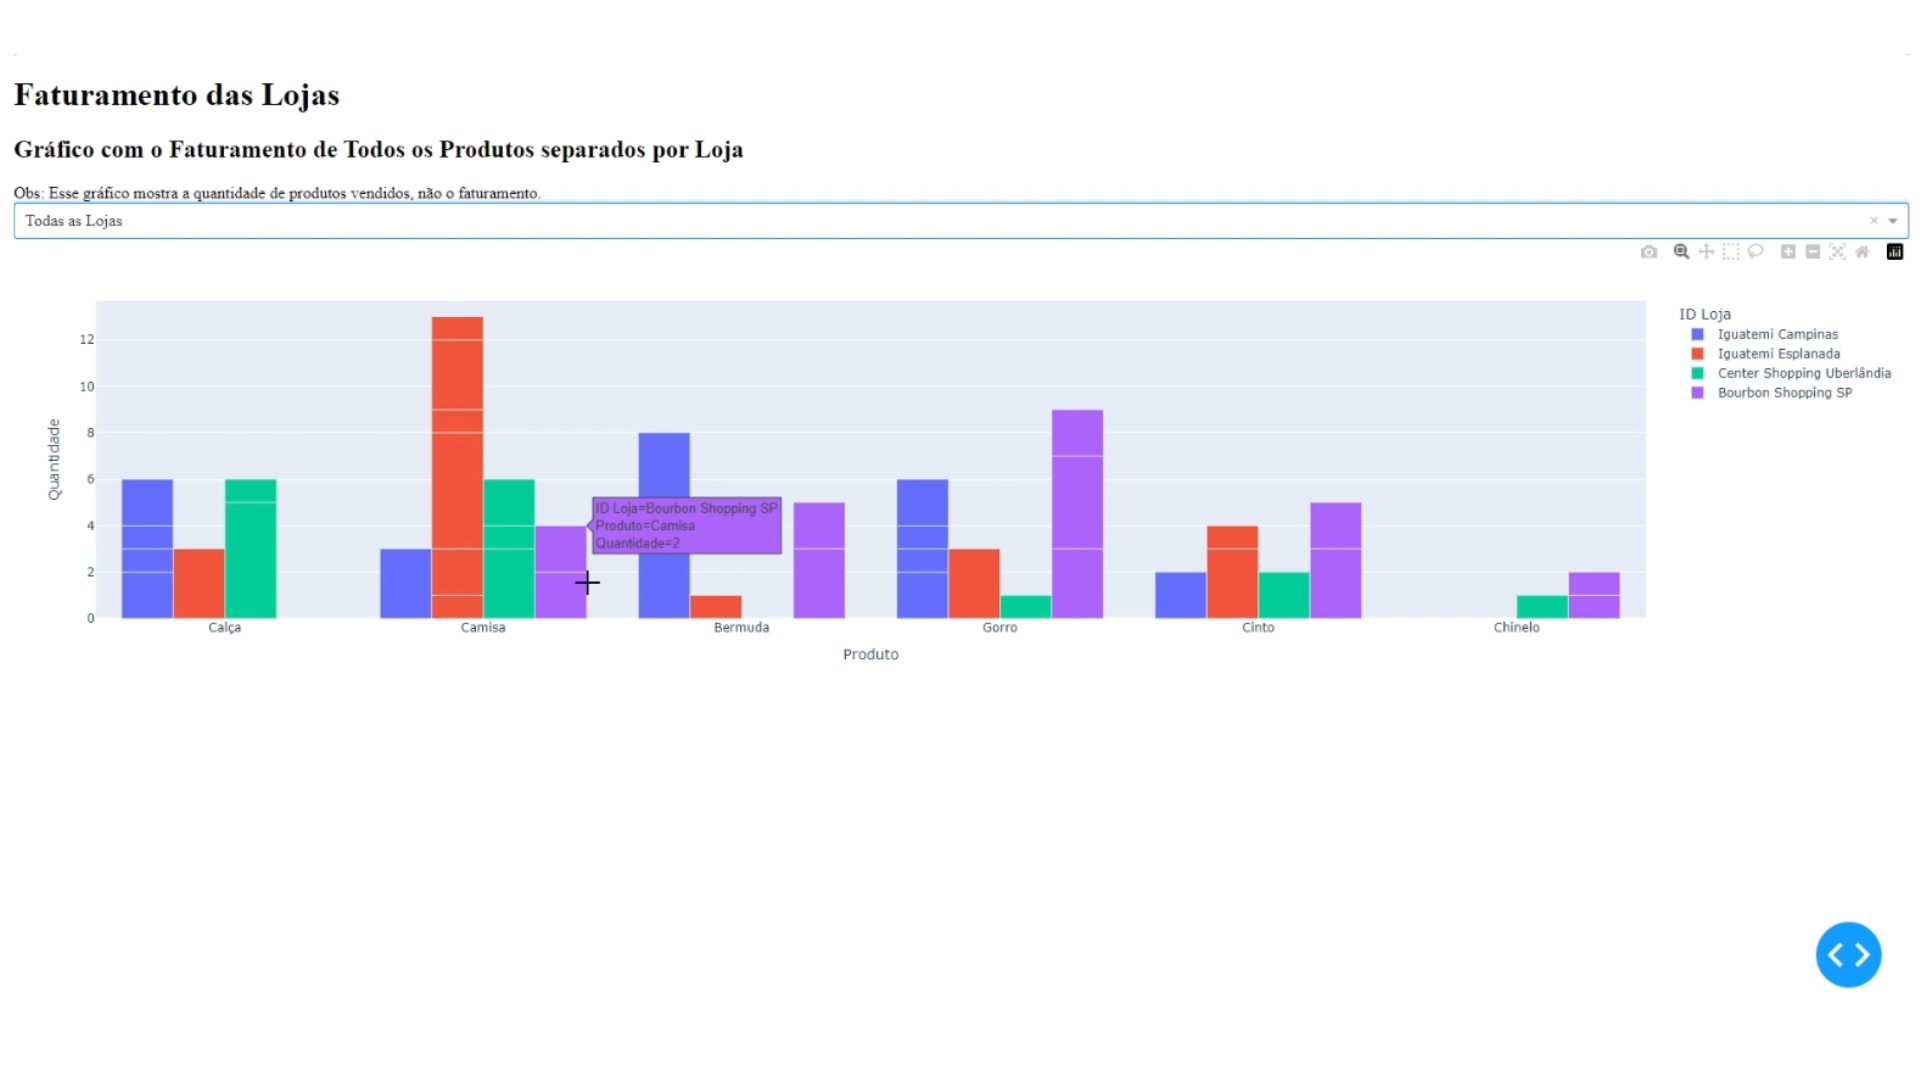 Faturamento das Lojas
Gráfico com o Faturamento de Todos os Produtos separados por Loja
Obs: Esse gráfico mostra a quantidade de produtos vendidos, não o faturamento.
Todas as Lojas
ID Loja
Iguatemi Campinas
Iguatemi Esplanada
Center Shopping Uberlândia
Bourbon Shopping SP
12
10
8
6
4
2
0
Quantidade
ID Loja=Bourbon Shopping SP
Produto=Camisa
Quantidade=2
Calça Camisa Bermuda Gorro Cinto Chinelo
Produto